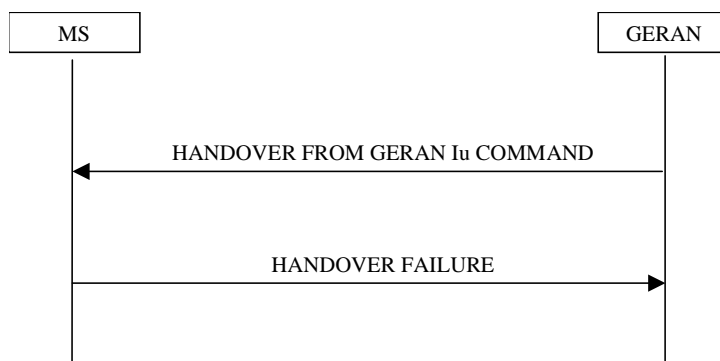 MS
GERAN
HANDOVER FROM GERAN Iu COMMAND
HANDOVER FAILURE